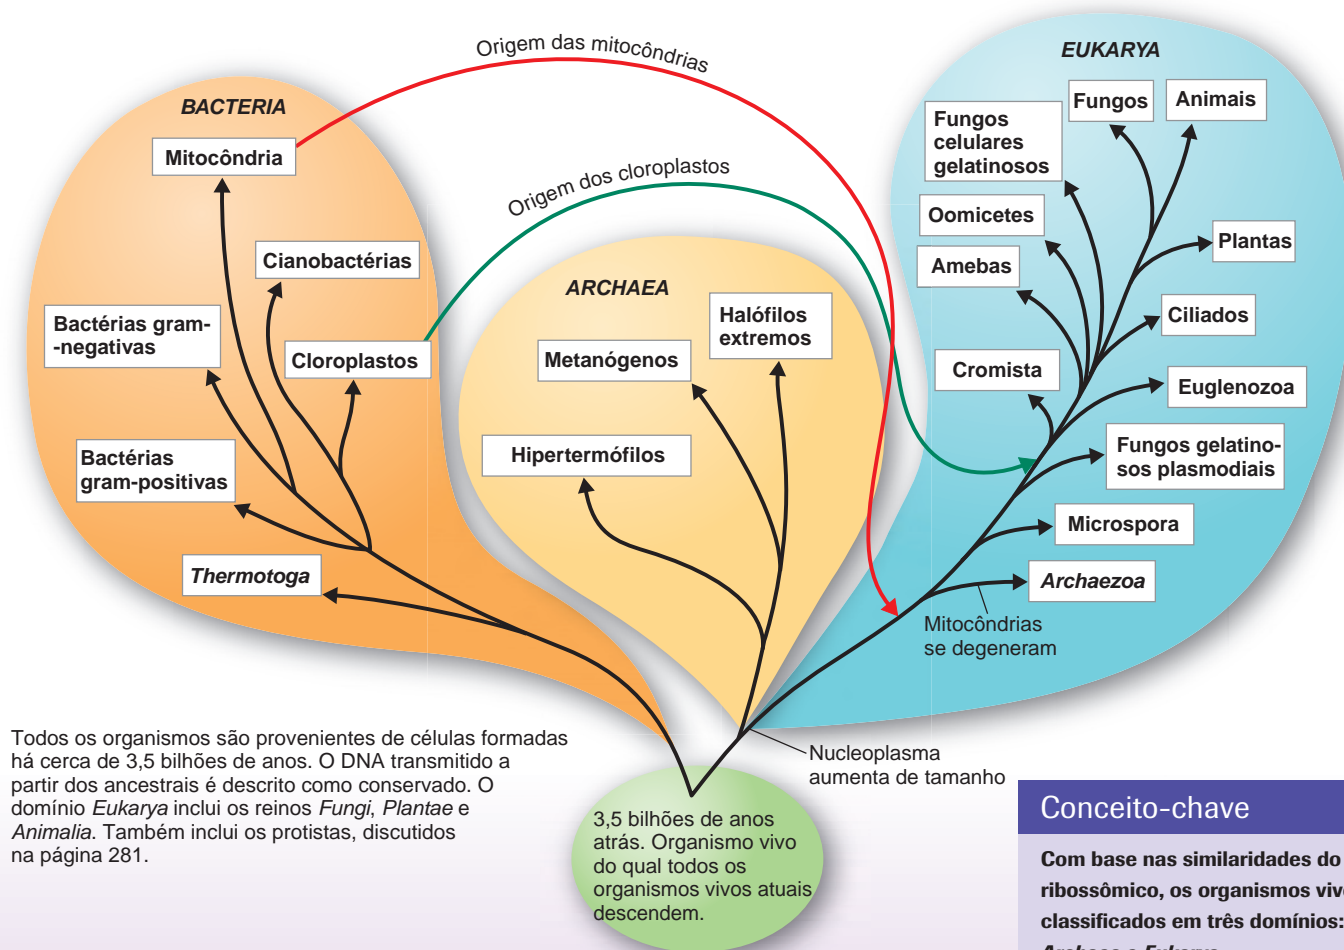 Origem das mitocôndrias
EUKARYA
BACTERIA
Fungos
Animais
Fungos
celulares
gelatinosos
Mitocôndria
Origem dos cloroplastos
Oomicetes
Plantas
Cianobactérias
Amebas
ARCHAEA
Halófilos
extremos
Ciliados
Bactérias gram-
-negativas
Metanógenos
Cloroplastos
Cromista
Euglenozoa
Fungos gelatino-
sos plasmodiais
Hipertermófilos
Bactérias
gram-positivas
Microspora
Thermotoga
Archaezoa
Mitocôndrias
se degeneram
Nucleoplasma
aumenta de tamanho
Todos os organismos são provenientes de células formadas
há cerca de 3,5 bilhões de anos. O DNA transmitido a
partir dos ancestrais é descrito como conservado. O
domínio Eukarya inclui os reinos Fungi, Plantae e
Animalia. Também inclui os protistas, discutidos
na página 281.
3,5 bilhões de anos
atrás. Organismo vivo
do qual todos os
organismos vivos atuais
descendem.
Conceito-chave
Com base nas similaridades do
ribossômico, os organismos viv
classificados em três domínios:
Archaea e Eukarya